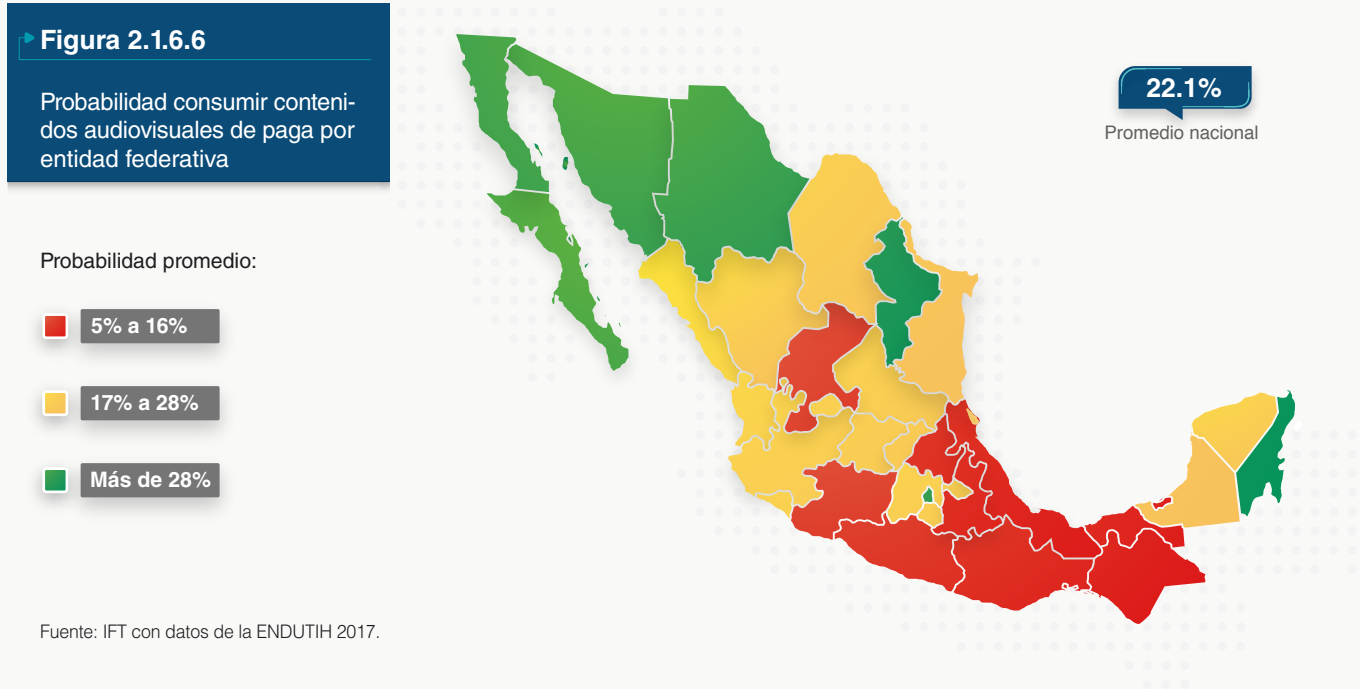 Figura 2.1.6.6
Probabilidad consumir conteni-
dos audiovisuales de paga por
entidad federativa
22.1%
Promedio nacional
Probabilidad promedio:
5% a 16%
17% a 28%
Más de 28%
Fuente: IFT con datos de la ENDUTIH 2017.